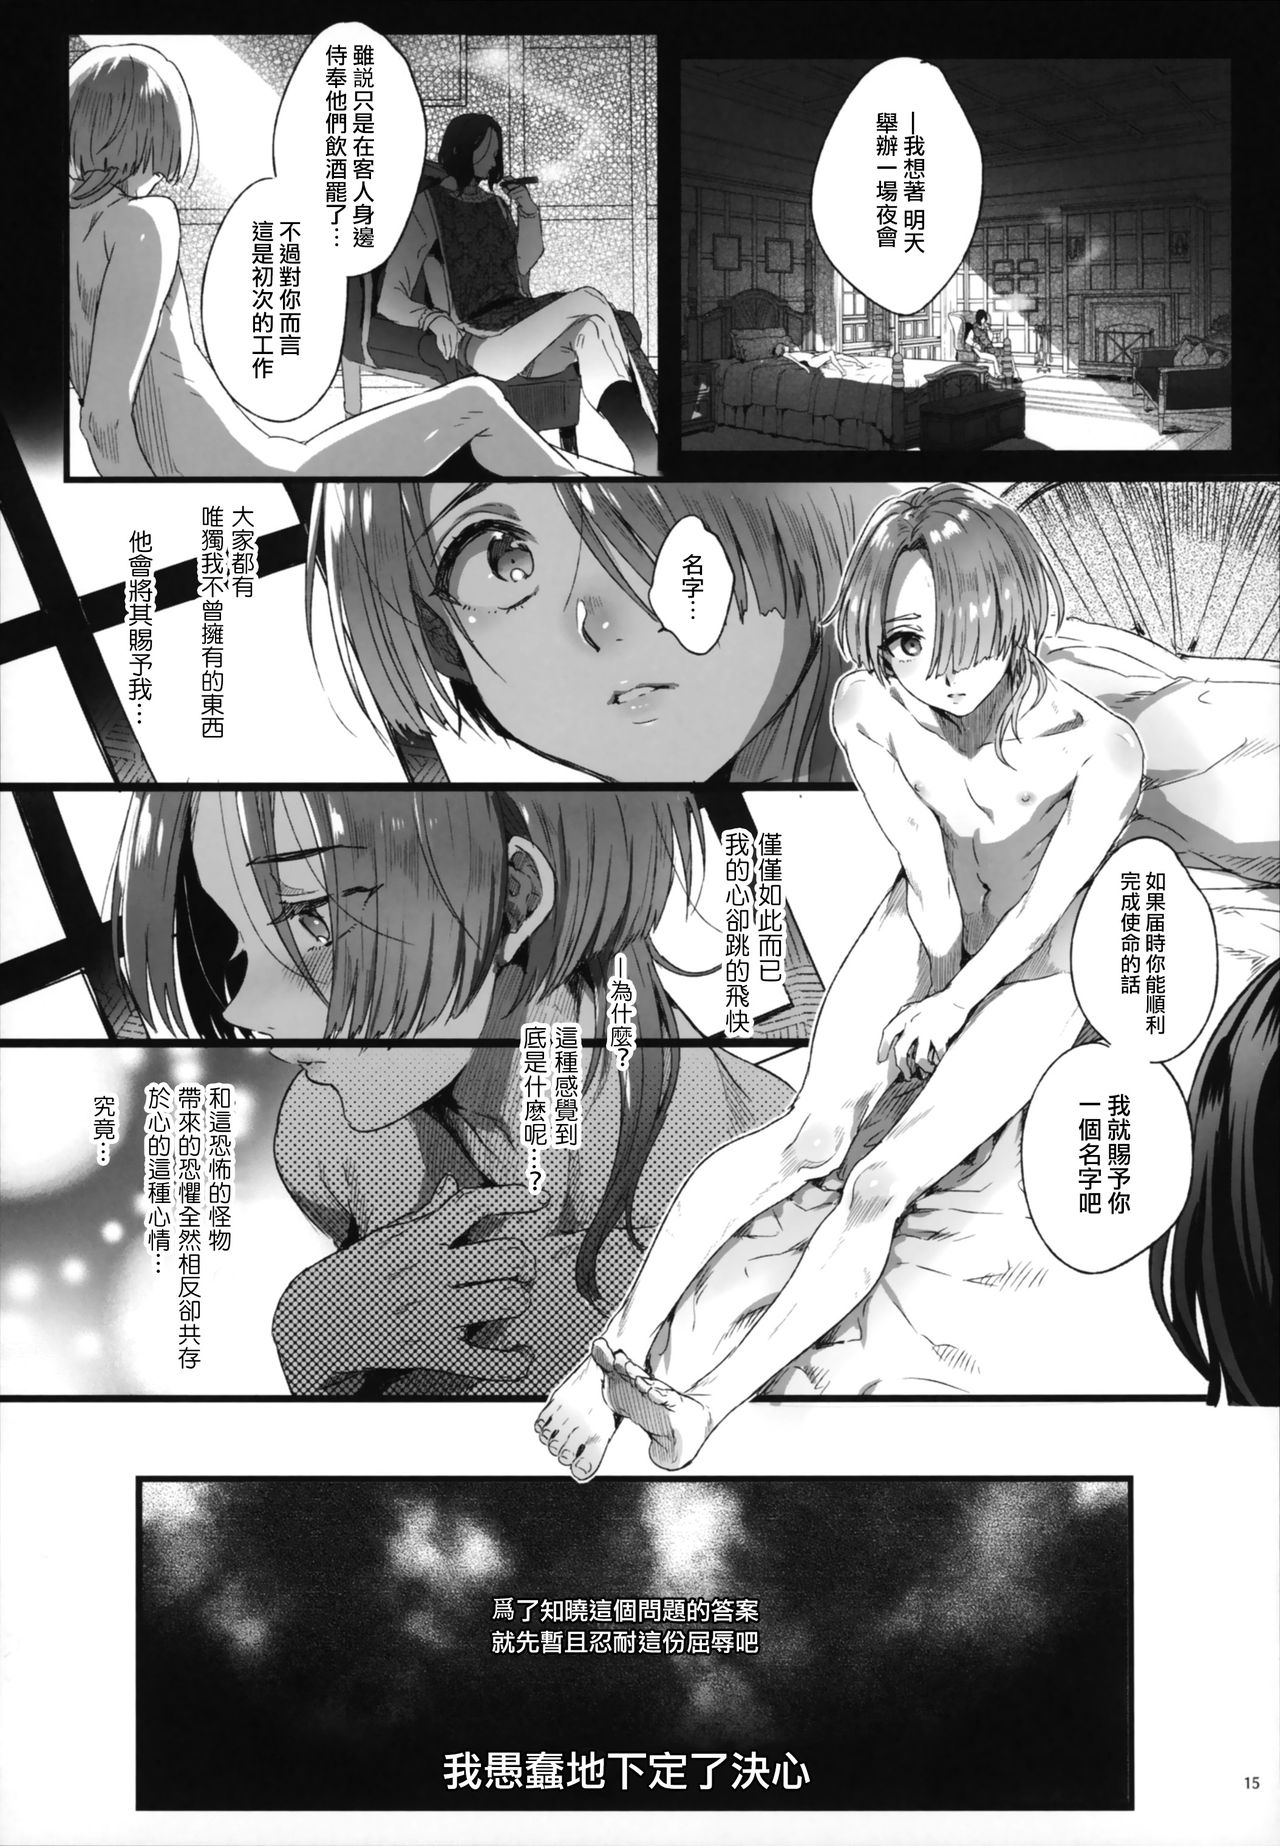 —我想著 明天
舉辦一場夜會
雖說只是在客人身邊
侍奉他們飲酒罷了…
不過對你而言
這是初次的工作
如果届時你能順利
完成使命的話
我就賜予你
一個名字吧
名字…
大家都有
唯獨我不曾擁有的東西
他會將其賜予我…
僅僅如此而已
我的心卻跳的飛快
—為什麼？
這種感覺到
底是什麽呢…？
和這恐怖的怪物
帶來的恐懼全然相反卻共存
於心的這種心情…
究竟…
爲了知曉這個問題的答案
就先暫且忍耐這份屈辱吧
我愚蠢地下定了決心
15